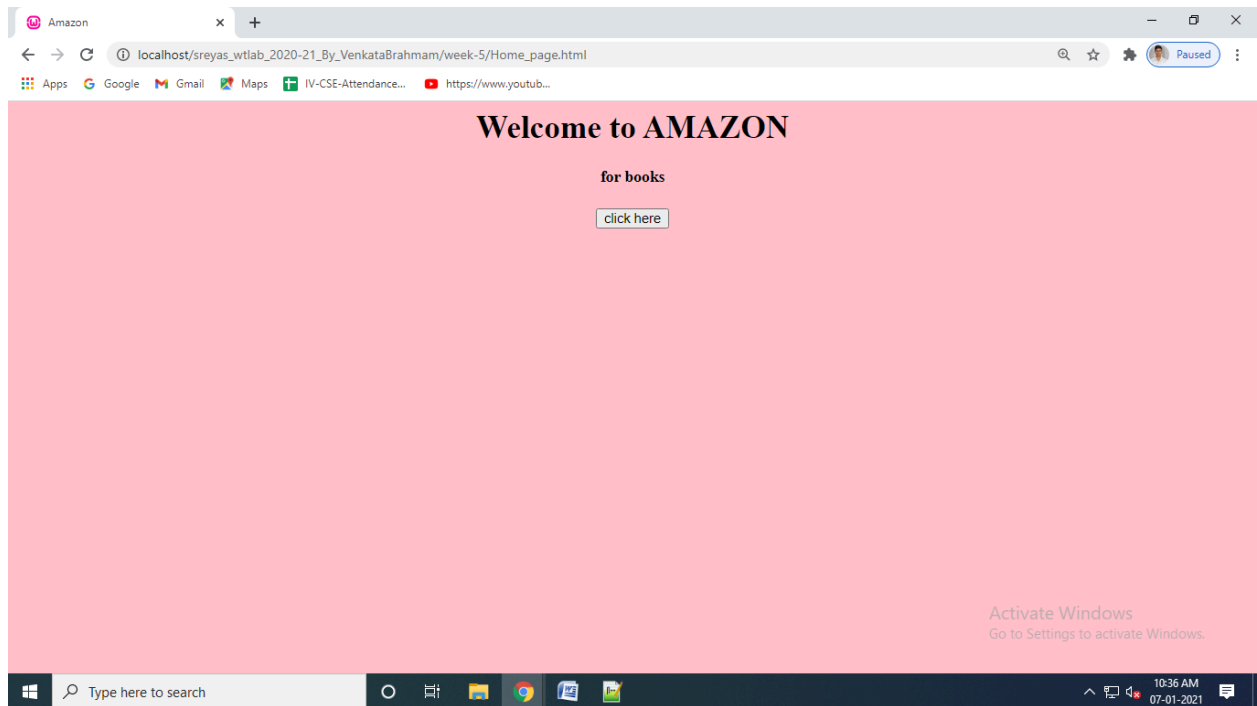 Amazon
localhost/sreyas_wtlab_2020-21_By_VenkataBrahmam/week-5/Home_page.html
Paused
Apps Google Gmail Maps IV-CSE-Attendance... https://www.youtub...
Welcome to AMAZON
for books
click here
Activate Windows
Go to Settings to activate Windows.
Type here to search
10:36 AM
07-01-2021